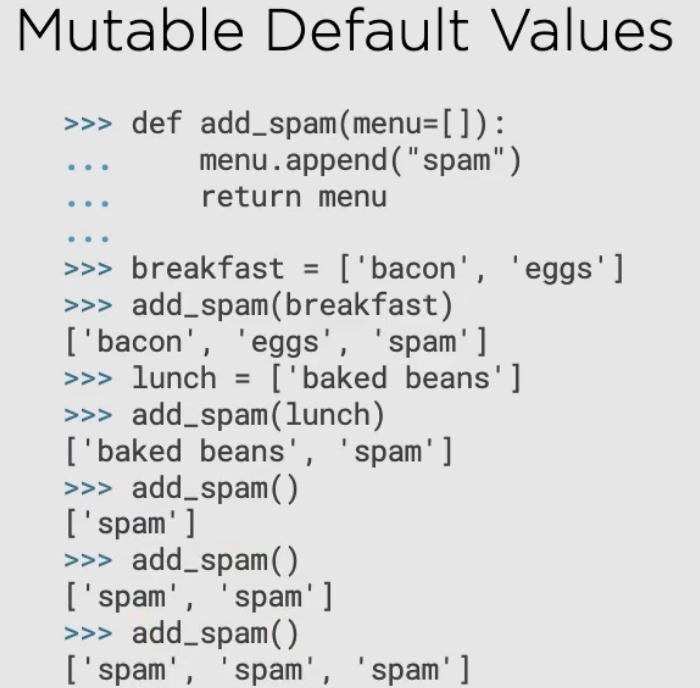 Mutable Default Values
>>> def add_spam(menu=[]):
...     menu.append("spam")
...     return menu
...
>>> breakfast = ['bacon', 'eggs']
>>> add_spam(breakfast)
['bacon', 'eggs', 'spam']
>>> lunch = ['baked beans']
>>> add_spam(lunch)
['baked beans', 'spam']
>>> add_spam()
['spam']
>>> add_spam()
['spam', 'spam']
>>> add_spam()
['spam', 'spam', 'spam']